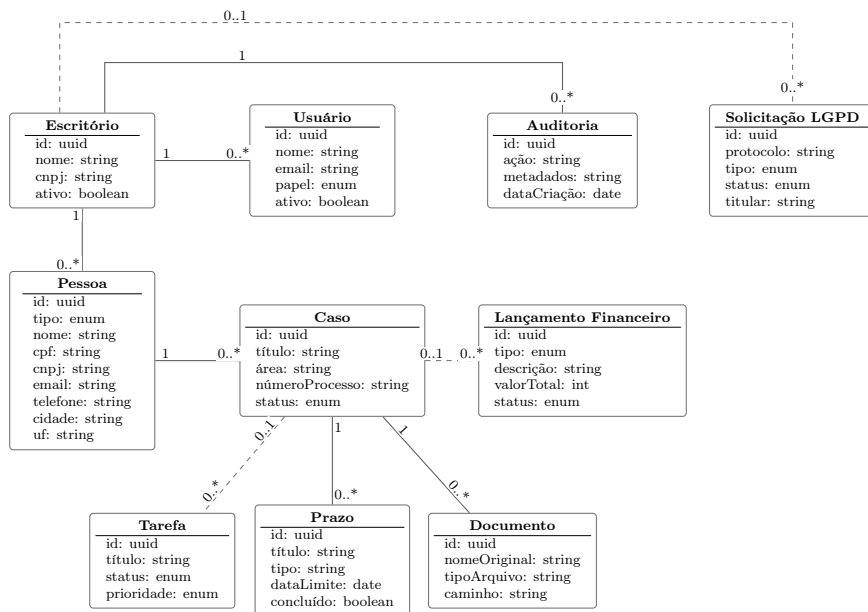 0..1
1
0..*
0..*
Escritório
id: uuid
nome: string
cnpj: string
ativo: boolean
1
0..*
Usuário
id: uuid
nome: string
email: string
papel: enum
ativo: boolean
Auditoria
id: uuid
ação: string
metadados: string
dataCriação: date
Solicitação LGPD
id: uuid
protocolo: string
tipo: enum
status: enum
titular: string
1
0..*
Pessoa
id: uuid
tipo: enum
nome: string
cpf: string
cnpj: string
email: string
telefone: string
cidade: string
uf: string
1
0..*
Caso
id: uuid
título: string
área: string
númeroProcesso: string
status: enum
0..1
0..*
Lançamento Financeiro
id: uuid
tipo: enum
descrição: string
valorTotal: int
status: enum
0..1
1
1
0..*
0..*
0..*
Tarefa
id: uuid
título: string
status: enum
prioridade: enum
Prazo
id: uuid
título: string
tipo: string
dataLimite: date
concluído: boolean
Documento
id: uuid
nomeOriginal: string
tipoArquivo: string
caminho: string